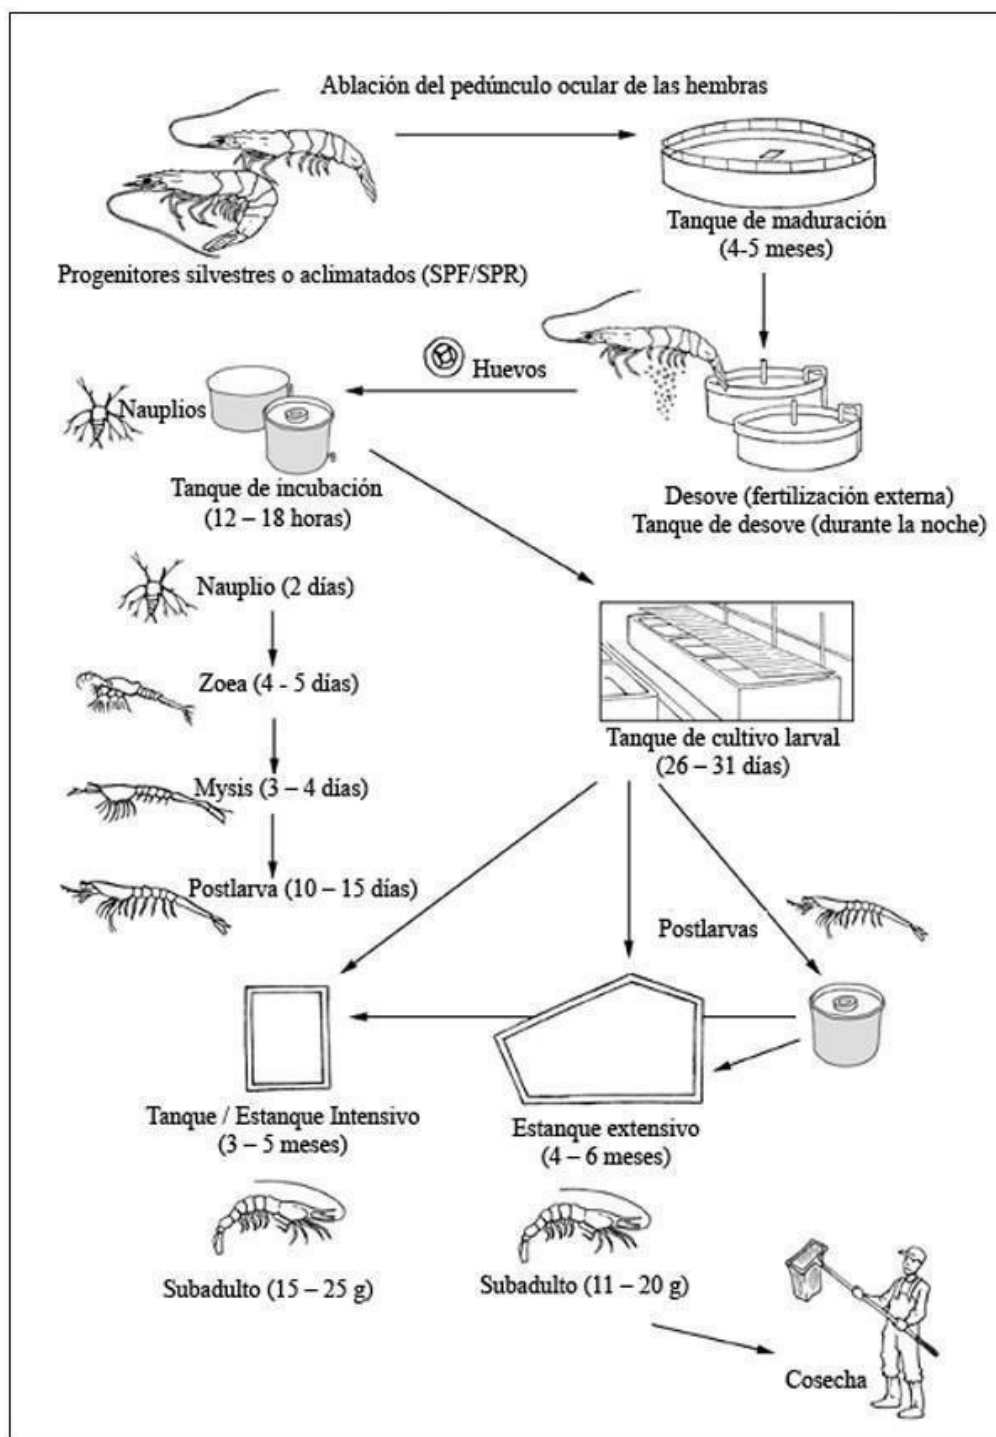 Ablación del pedúnculo ocular de las hembras
Tanque de maduración
(4-5 meses)
Progenitores silvestres o aclimatados (SPF/SPR)
Huevos
Nauplios
Tanque de incubación
(12 – 18 horas)
Desove (fertilización externa)
Tanque de desove (durante la noche)
Nauplio (2 días)
Zoea (4 - 5 días)
Mysis (3 – 4 días)
Postlarva (10 – 15 días)
Tanque de cultivo larval
(26 – 31 días)
Postlarvas
Tanque / Estanque Intensivo
(3 – 5 meses)
Estanque extensivo
(4 – 6 meses)
Subadulto (15 – 25 g)
Subadulto (11 – 20 g)
Cosecha